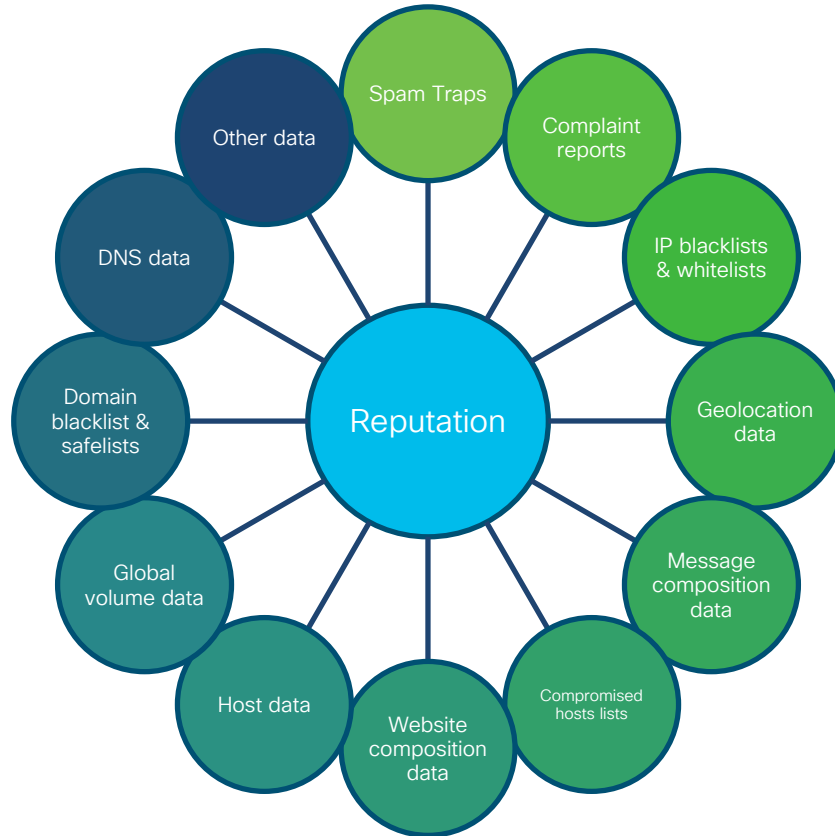 Spam Traps
Complaint
reports
IP blacklists
& whitelists
Geolocation
data
Message
composition
data
Compromised
hosts lists
Website
composition
data
Host data
Global
volume data
Domain
blacklist &
safelists
DNS data
Other data
Reputation